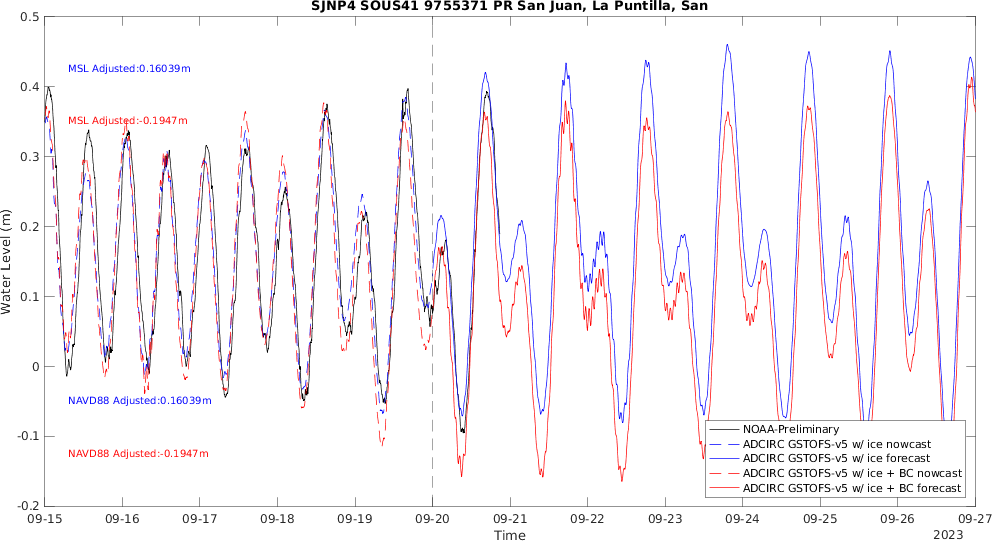 SJNP4 SOUS41 9755371 PR San Juan, La Puntilla, San
0.5
0.4
0.3
0.2
0.1
0
-0.1
-0.2
Water Level (m)
MSL Adjusted:0.16039m
MSL Adjusted:-0.1947m
NAVD88 Adjusted:0.16039m
NAVD88 Adjusted:-0.1947m
NOAA-Preliminary
ADCIRC GSTOFS-v5 w/ ice nowcast
ADCIRC GSTOFS-v5 w/ ice forecast
ADCIRC GSTOFS-v5 w/ ice + BC nowcast
ADCIRC GSTOFS-v5 w/ ice + BC forecast
09-15 09-16 09-17 09-18 09-19 09-20 09-21 09-22 09-23 09-24 09-25 09-26 09-27
Time
2023